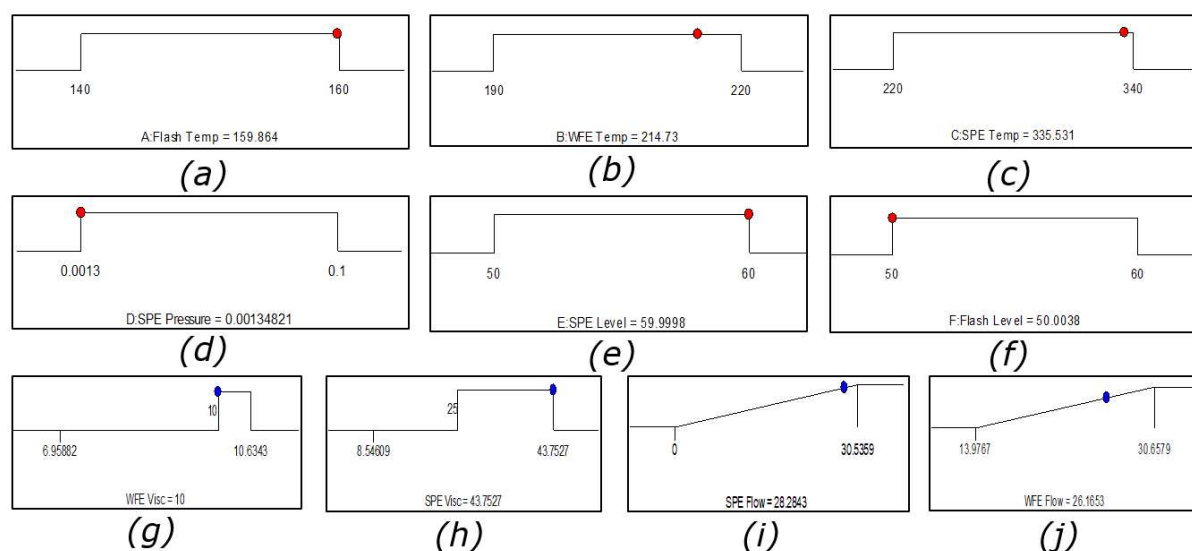 140 160
A:Flash Temp = 159.864
(a)
190 220
B:WFE Temp = 214.73
(b)
220 340
C:SPE Temp = 335.531
(c)
0.0013 0.1
D:SPE Pressure = 0.00134821
(d)
50 60
E:SPE Level = 59.9998
(e)
50 60
F:Flash Level = 50.0038
(f)
10
6.95882 10.6343
WFE Visc = 10
(g)
25
8.54609 43.7527
SPE Visc = 43.7527
(h)
0 30.5359
SPE Flow = 28.2843
(i)
13.9767 30.6579
WFE Flow = 26.1653
(j)